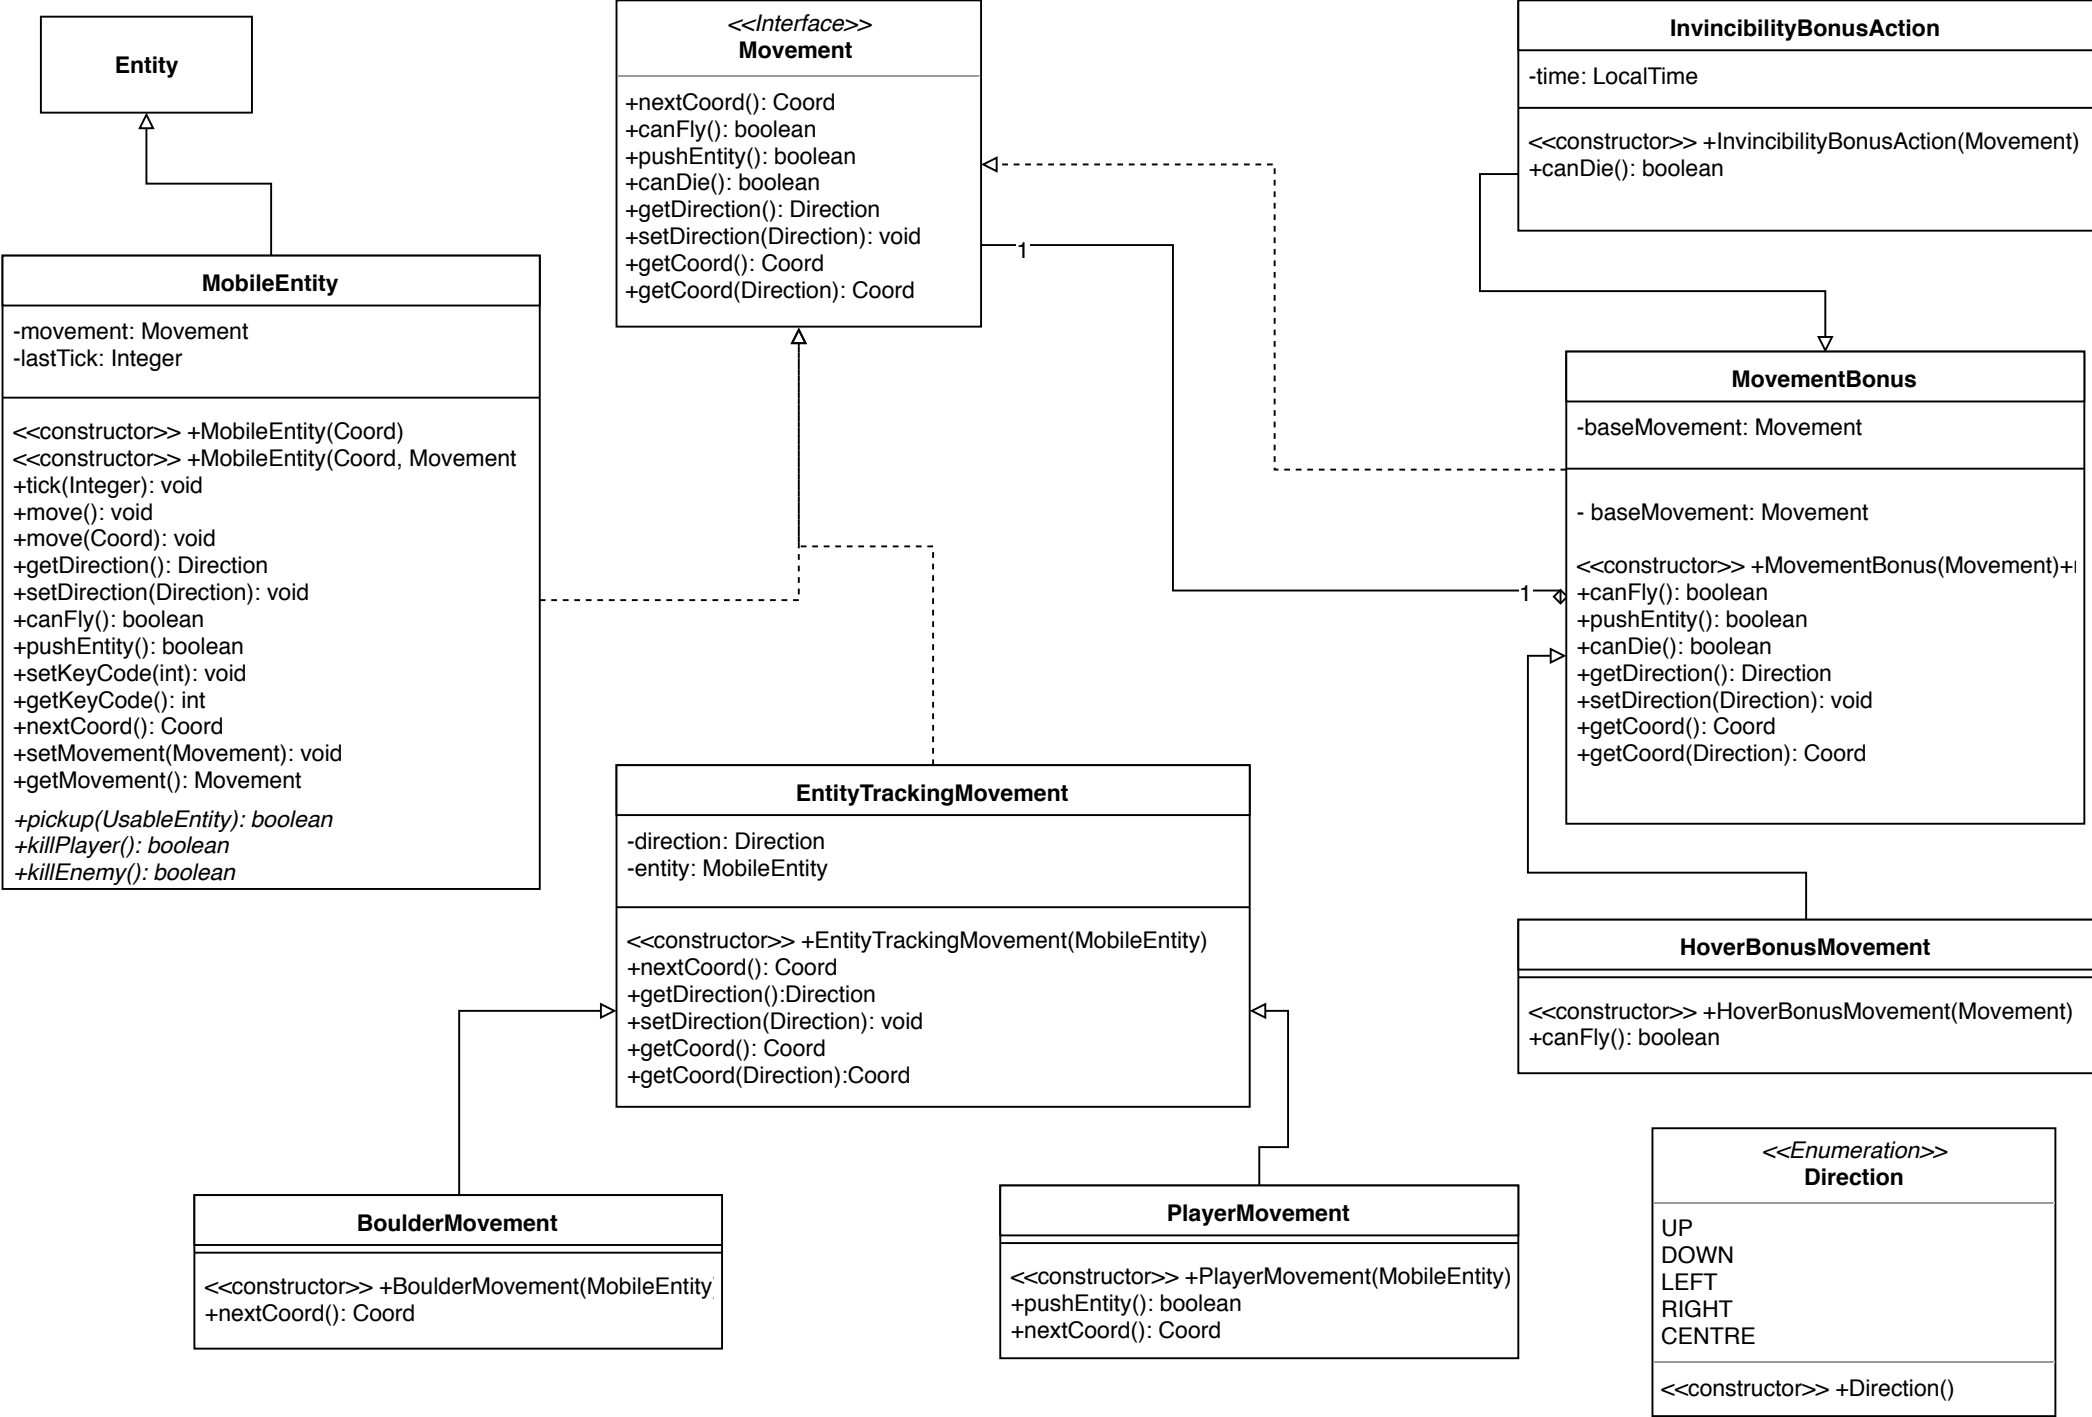 Entity
<<Interface>>
Movement
+nextCoord(): Coord
+canFly(): boolean
+pushEntity(): boolean
+canDie(): boolean
+getDirection(): Direction
+setDirection(Direction): void
+getCoord(): Coord
+getCoord(Direction): Coord
InvincibilityBonusAction
-time: LocalTime
<<constructor>> +InvincibilityBonusAction(Movement)
+canDie(): boolean
1
MobileEntity
-movement: Movement
-lastTick: Integer
<<constructor>> +MobileEntity(Coord)
<<constructor>> +MobileEntity(Coord, Movement
+tick(Integer): void
+move(): void
+move(Coord): void
+getDirection(): Direction
+setDirection(Direction): void
+canFly(): boolean
+pushEntity(): boolean
+setKeyCode(int): void
+getKeyCode(): int
+nextCoord(): Coord
+setMovement(Movement): void
+getMovement(): Movement
+pickup(UsableEntity): boolean
+killPlayer(): boolean
+killEnemy(): boolean
MovementBonus
-baseMovement: Movement
- baseMovement: Movement
<<constructor>> +MovementBonus(Movement)+
+canFly(): boolean
+pushEntity(): boolean
+canDie(): boolean
+getDirection(): Direction
+setDirection(Direction): void
+getCoord(): Coord
+getCoord(Direction): Coord
1
EntityTrackingMovement
-direction: Direction
-entity: MobileEntity
<<constructor>> +EntityTrackingMovement(MobileEntity)
+nextCoord(): Coord
+getDirection():Direction
+setDirection(Direction): void
+getCoord(): Coord
+getCoord(Direction):Coord
HoverBonusMovement
<<constructor>> +HoverBonusMovement(Movement)
+canFly(): boolean
BoulderMovement
<<constructor>> +BoulderMovement(MobileEntity
+nextCoord(): Coord
PlayerMovement
<<constructor>> +PlayerMovement(MobileEntity)
+pushEntity(): boolean
+nextCoord(): Coord
<<Enumeration>>
Direction
UP
DOWN
LEFT
RIGHT
CENTRE
<<constructor>> +Direction()